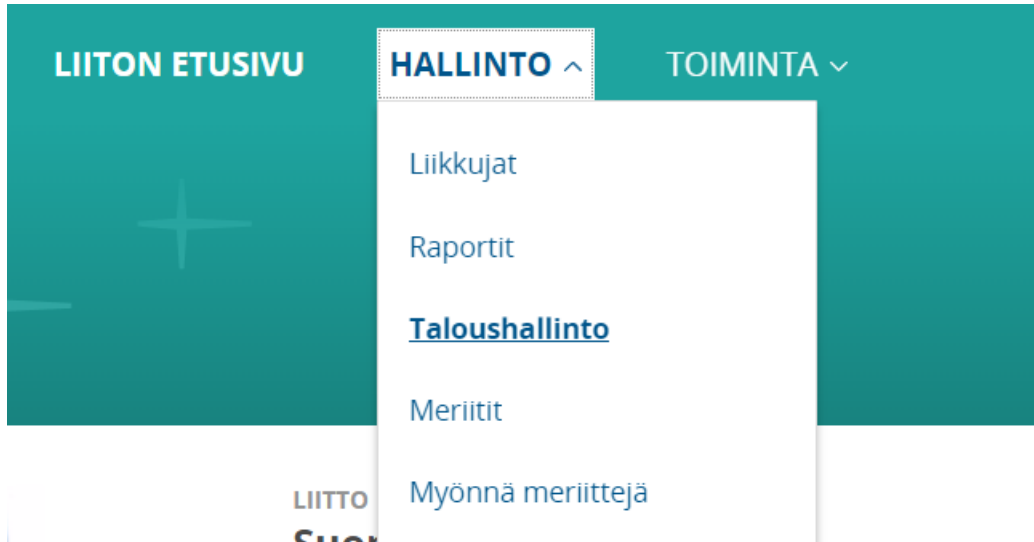 LIITON ETUSIVU
HALLINTO
TOIMINTA
Liikkujat
Raportit
Taloushallinto
Meriitit
Myönnä meriittejä
LIITTO